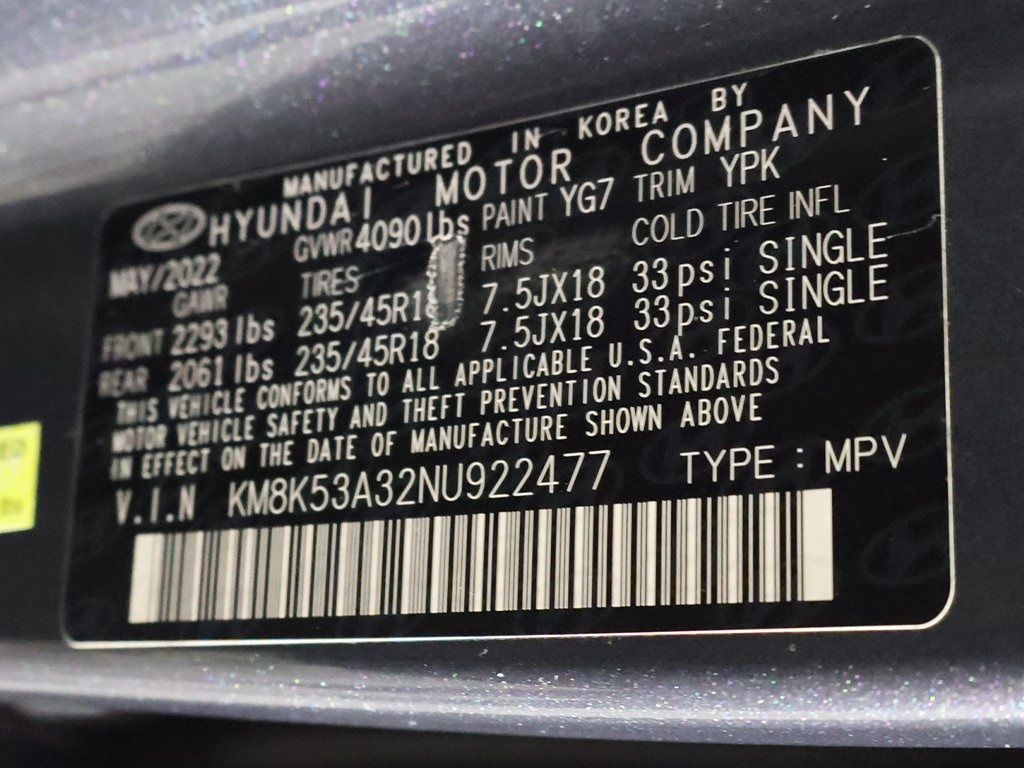 MANUFACTURED IN KOREA BY
HYUNDAI MOTOR COMPANY
MAY/2022 GVWR 4090 lbs PAINT YG7 TRIM YPK
GAWR TIRES RIMS COLD TIRE INFL
FRONT 2293 lbs 235/45R18 7.5JX18 33psi SINGLE
REAR 2061 lbs 235/45R18 7.5JX18 33psi SINGLE
THIS VEHICLE CONFORMS TO ALL APPLICABLE U.S.A. FEDERAL
MOTOR VEHICLE SAFETY AND THEFT PREVENTION STANDARDS
IN EFFECT ON THE DATE OF MANUFACTURE SHOWN ABOVE
V.I.N KM8K53A32NU922477 TYPE : MPV